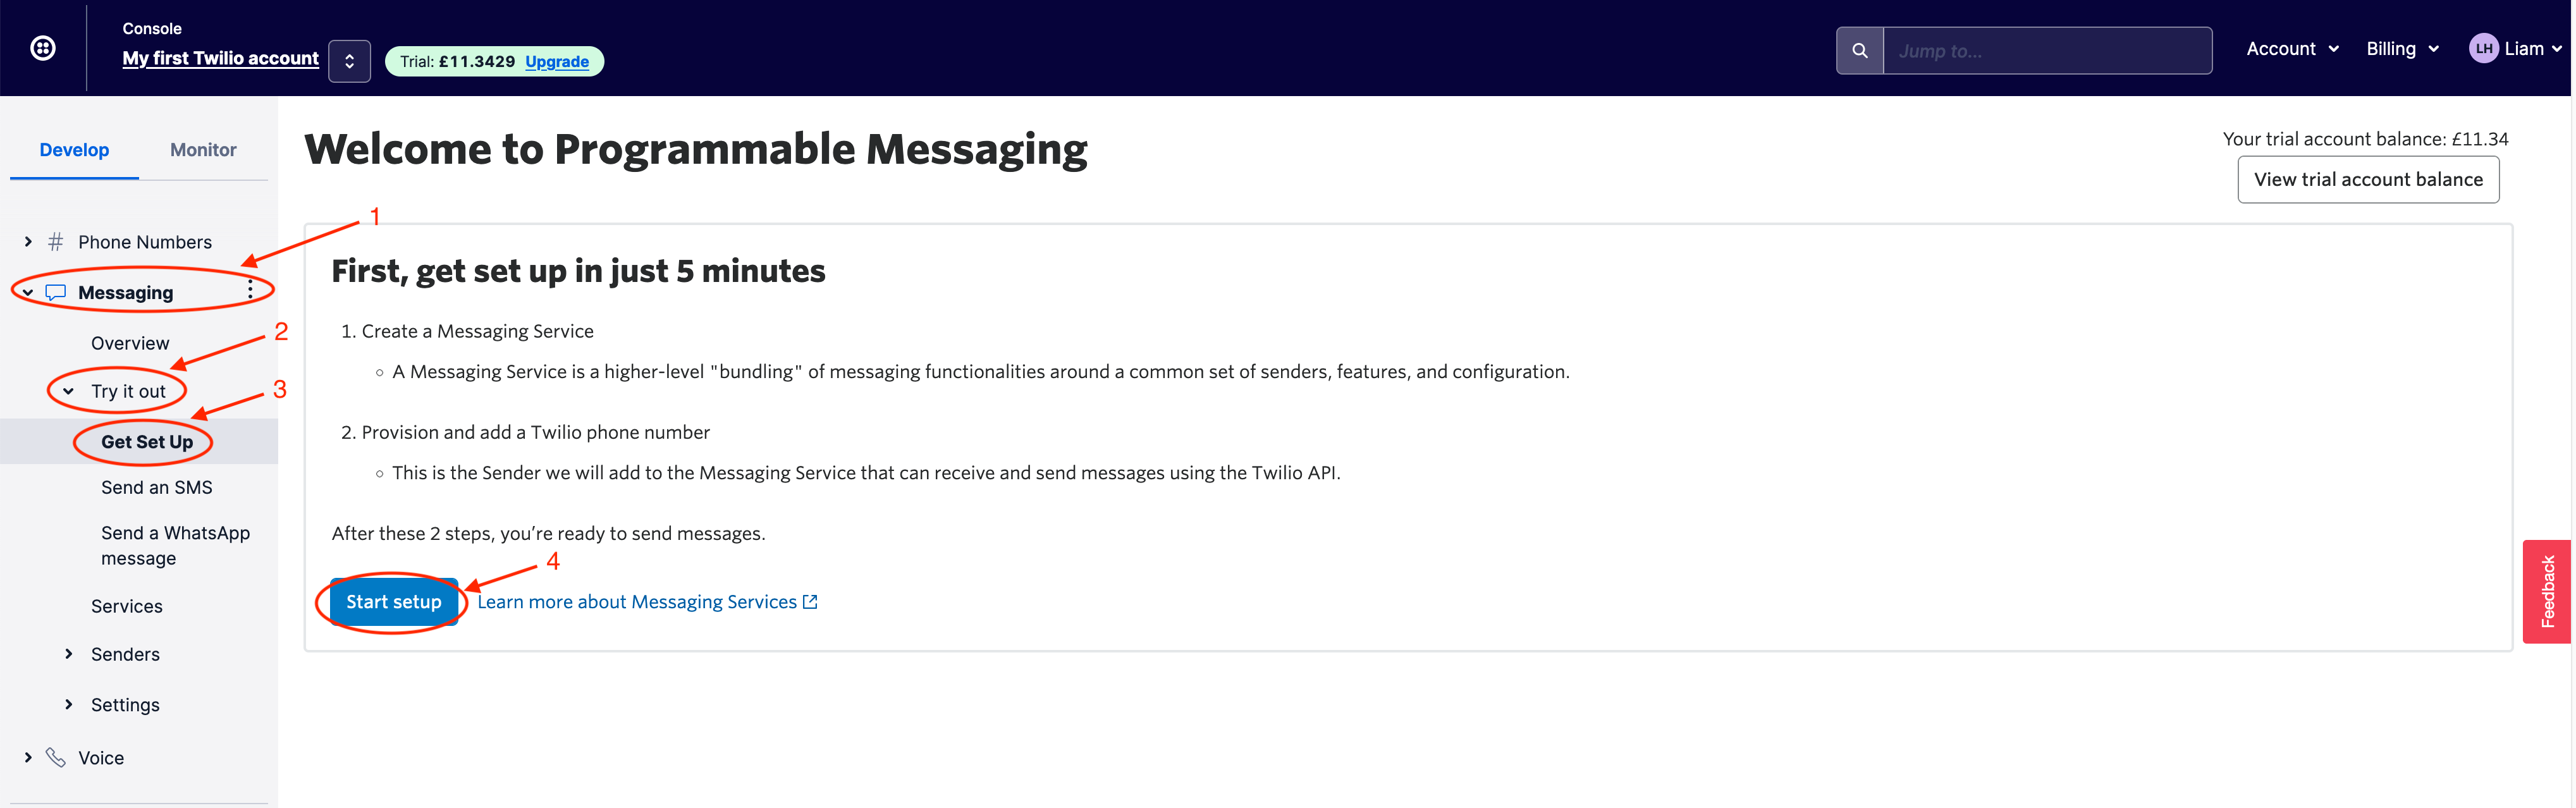 Console
My first Twilio account
Trial: £11.3429 Upgrade
Jump to...
Account
Billing
LH Liam
Develop
Monitor
Phone Numbers
Messaging
Overview
Try it out
Get Set Up
Send an SMS
Send a WhatsApp
message
Services
Senders
Settings
Voice
1
2
3
Welcome to Programmable Messaging
Your trial account balance: £11.34
View trial account balance
First, get set up in just 5 minutes
1. Create a Messaging Service
◦ A Messaging Service is a higher-level "bundling" of messaging functionalities around a common set of senders, features, and configuration.
2. Provision and add a Twilio phone number
◦ This is the Sender we will add to the Messaging Service that can receive and send messages using the Twilio API.
After these 2 steps, you’re ready to send messages.
4
Start setup
Learn more about Messaging Services
Feedback